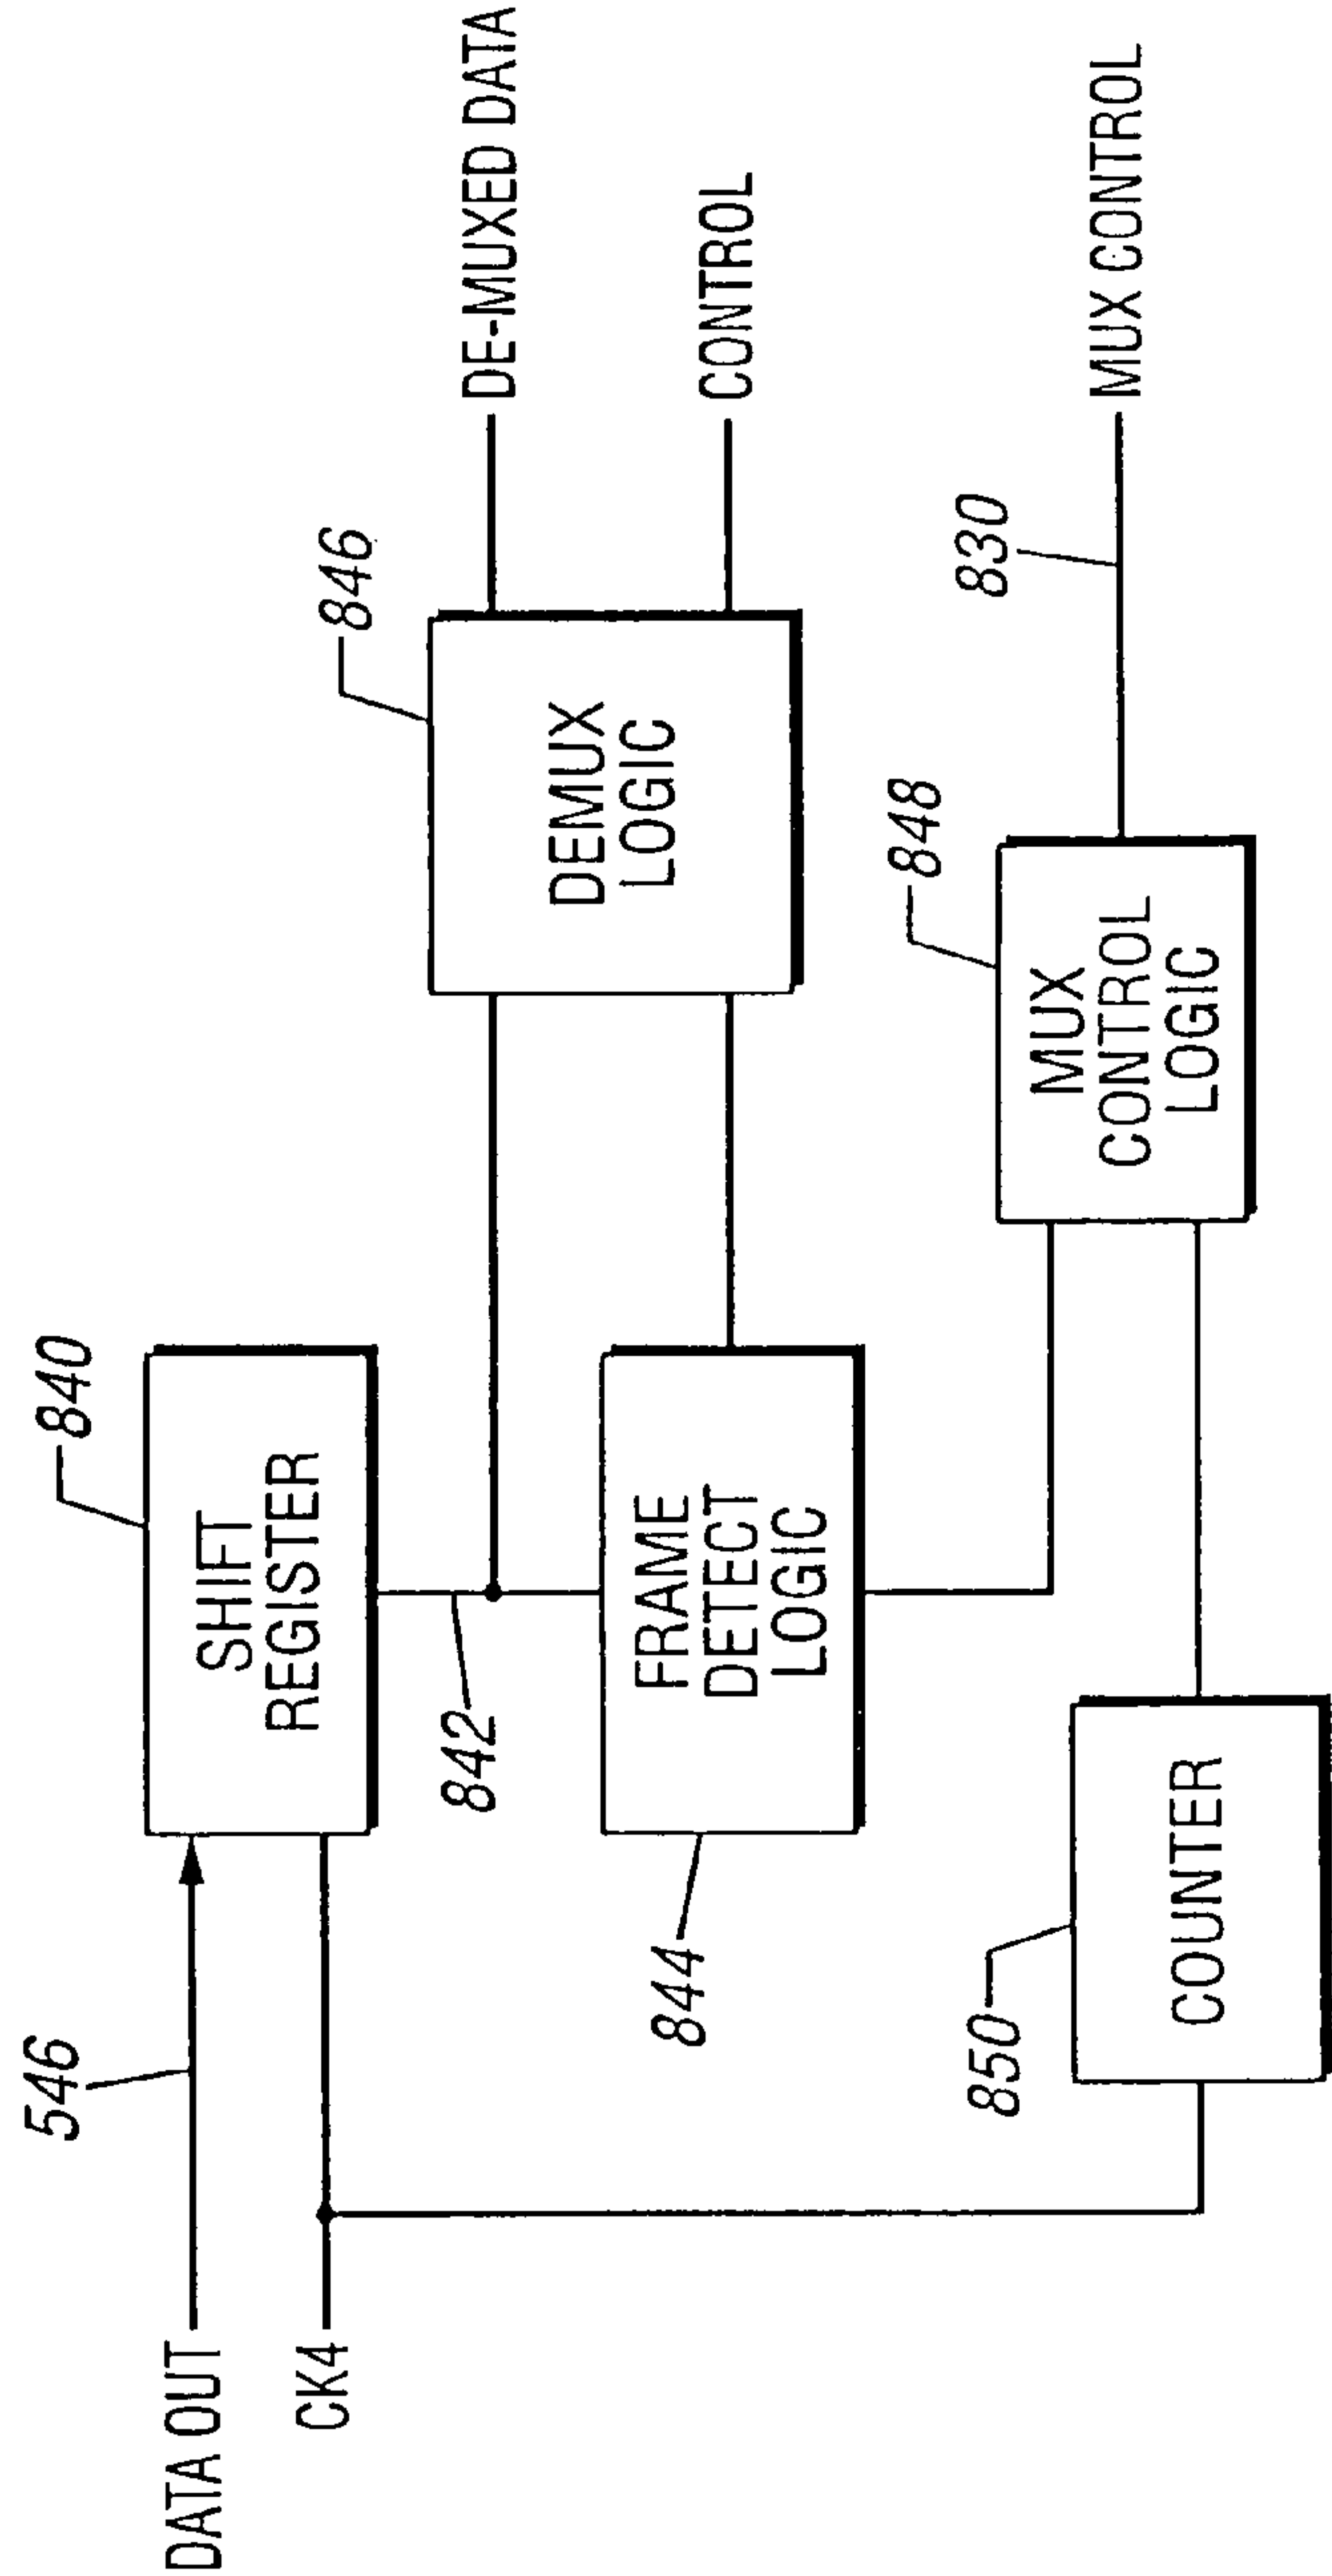 DATA OUT
546
CK4
840
SHIFT
REGISTER
842
844
FRAME
DETECT
LOGIC
846
DEMUX
LOGIC
DE-MUXED DATA
CONTROL
850
COUNTER
848
MUX
CONTROL
LOGIC
830
MUX CONTROL